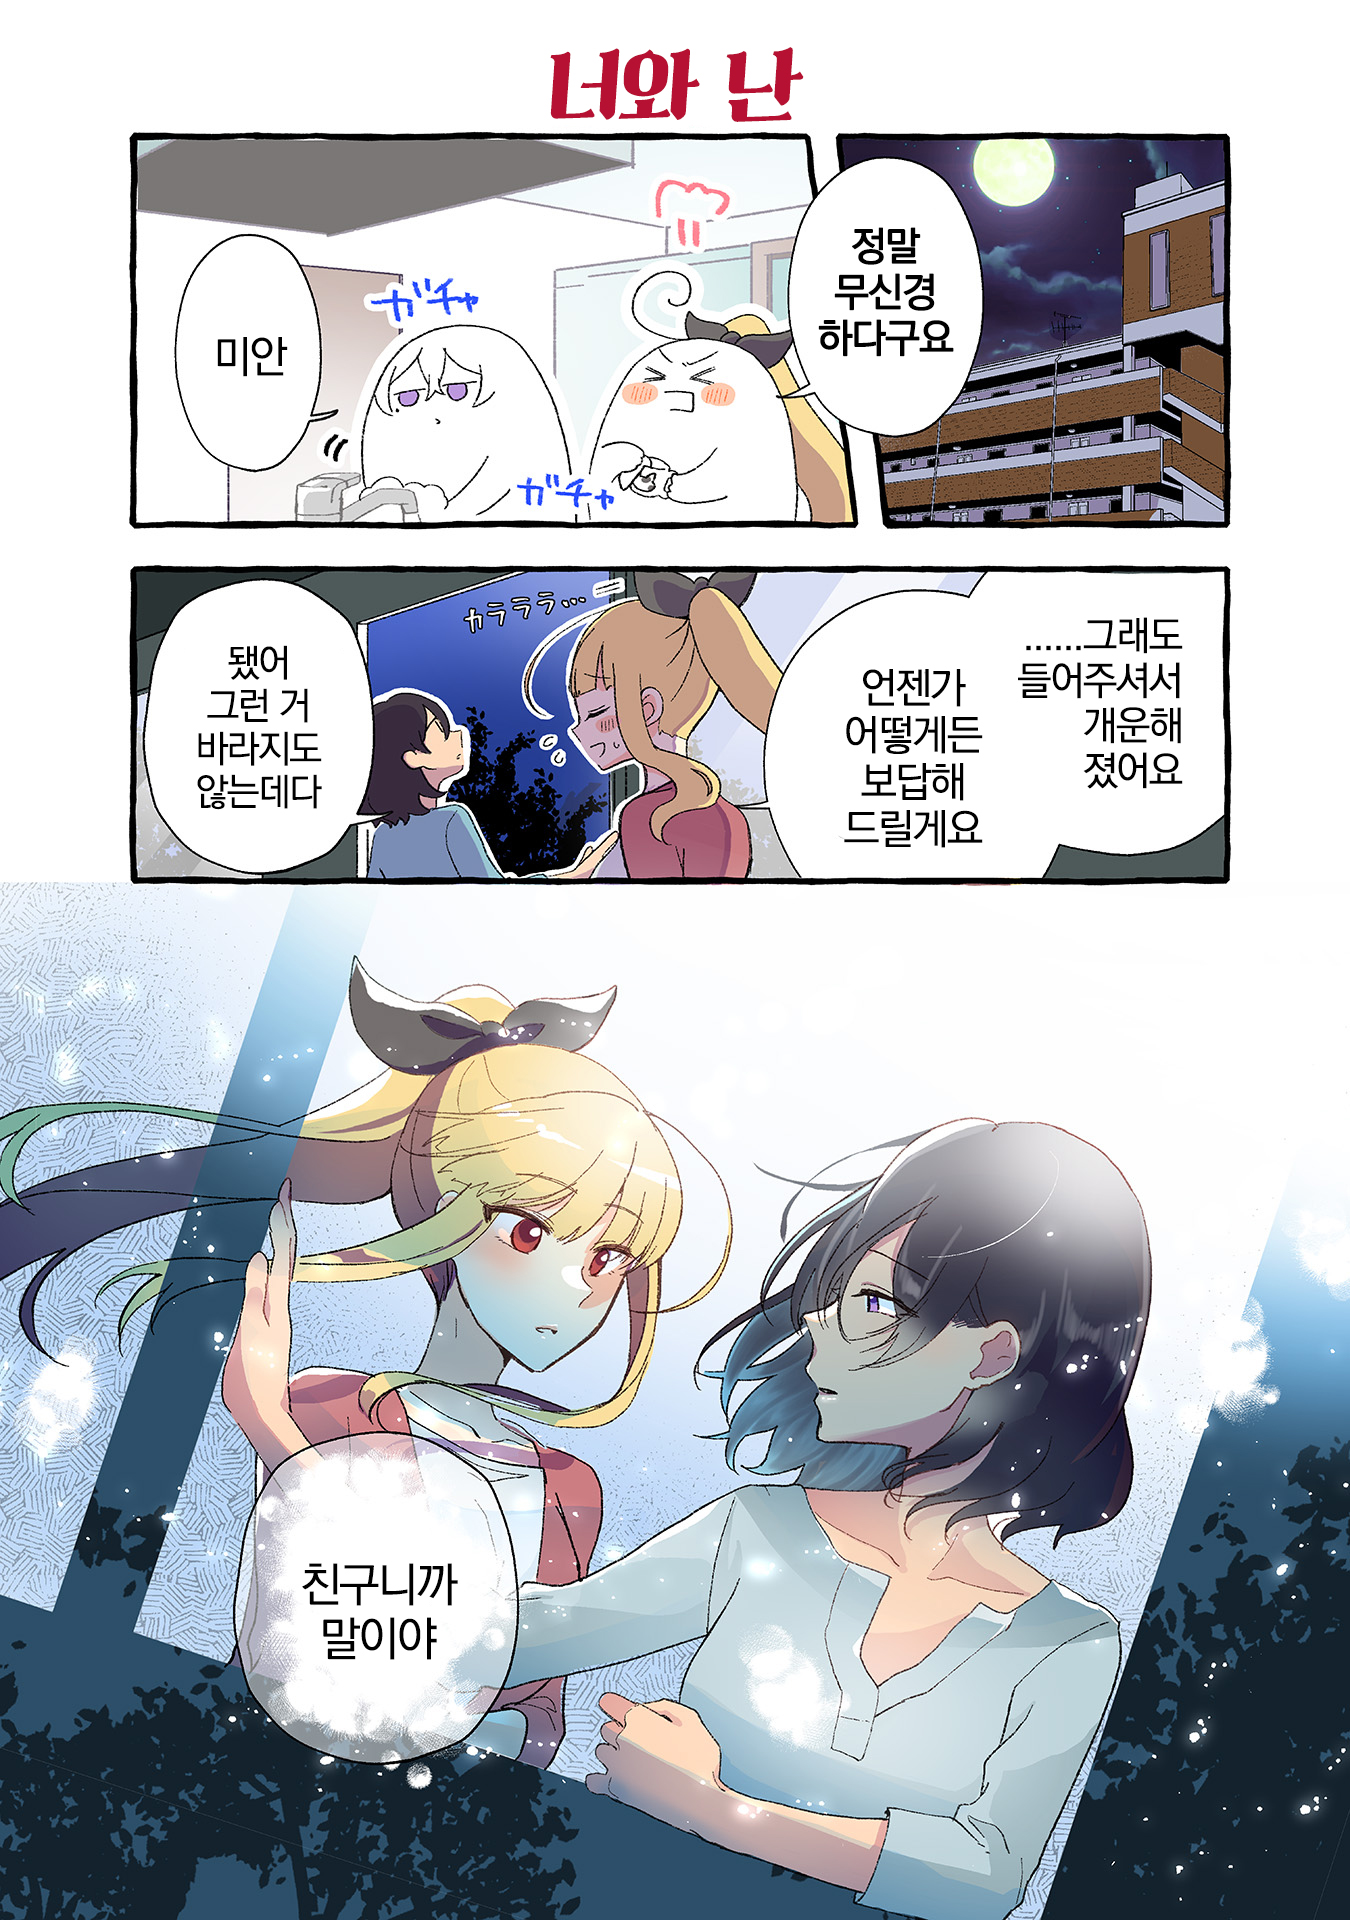 너와 난
정말
무신경
하다구요
미안
ガチャ
ガチャ
......그래도
들어주셔서
개운해
졌어요
언젠가
어떻게든
보답해
드릴게요
カラララ...
됐어
그런 거
바라지도
않는데다
친구니까
말이야